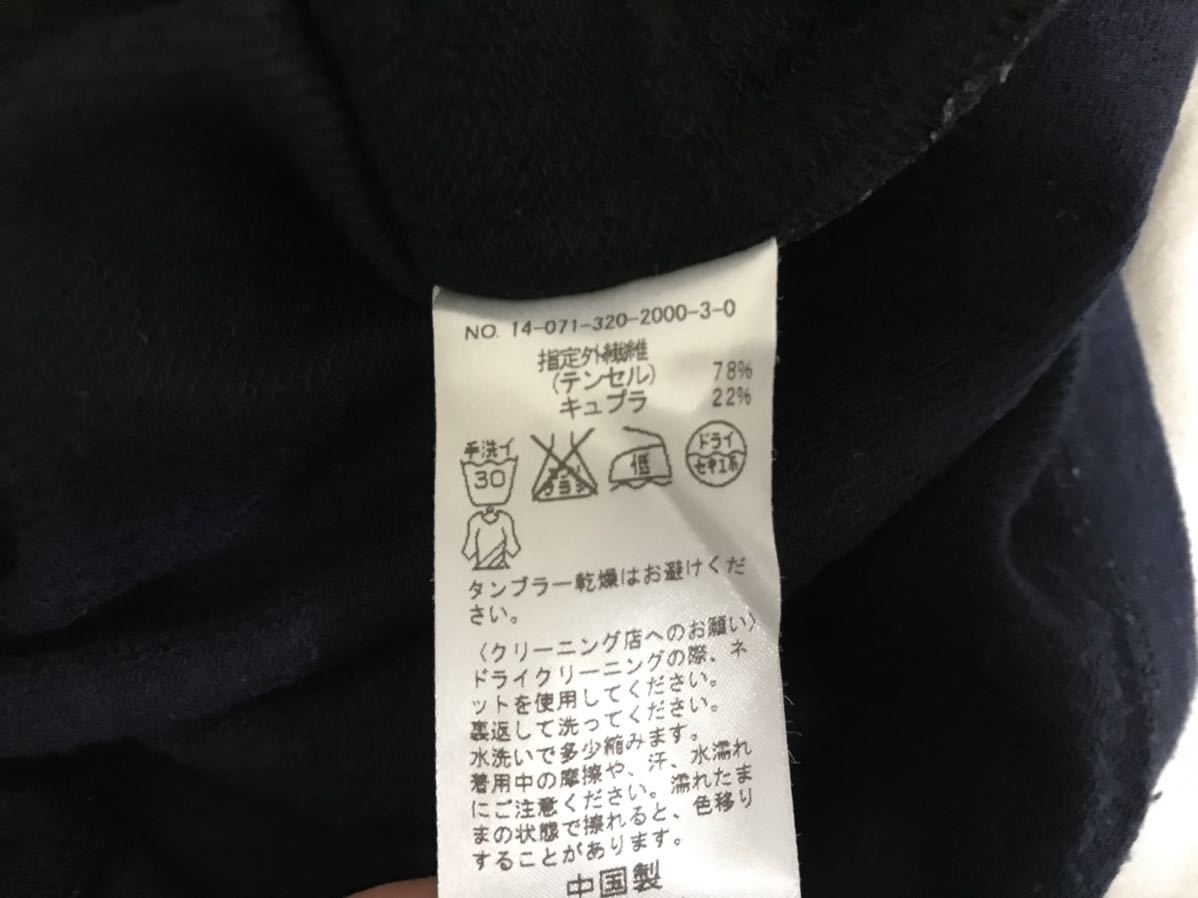 NO. 14-071-320-2000-3-0
指定外繊維
(テンセル) 78%
キュプラ 22%
手洗イ
30
エンソ
サラシ
低
ドライ
セキユ系
タンブラー乾燥はお避けくだ
さい。
〈クリーニング店へのお願い〉
ドライクリーニングの際、ネ
ットを使用してください。
裏返して洗ってください。
水洗いで多少縮みます。
着用中の摩擦や、汗、水濡れ
にご注意ください。濡れたま
まの状態で擦れると、色移り
することがあります。
中国製